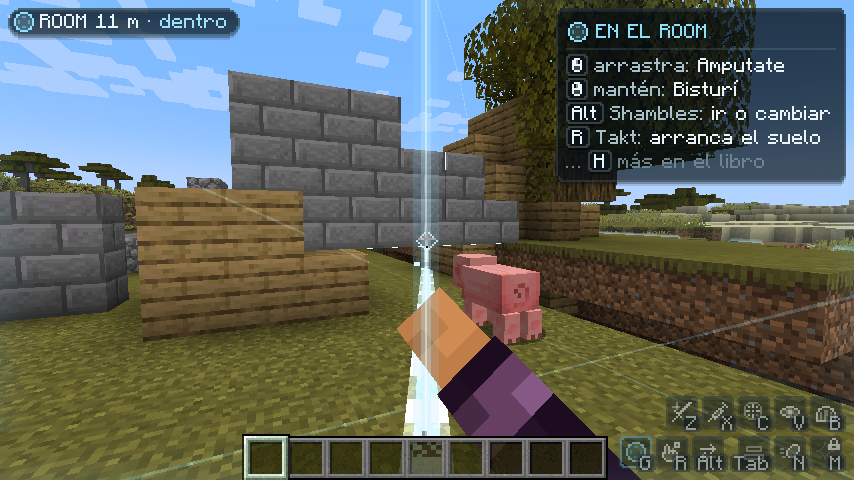 ROOM 11 m · dentro
EN EL ROOM
arrastra: Amputate
mantén: Bisturí
Alt Shambles: ir o cambiar
R Takt: arranca el suelo
... H más en el libro
Z X C V B
G R Alt Tab N M